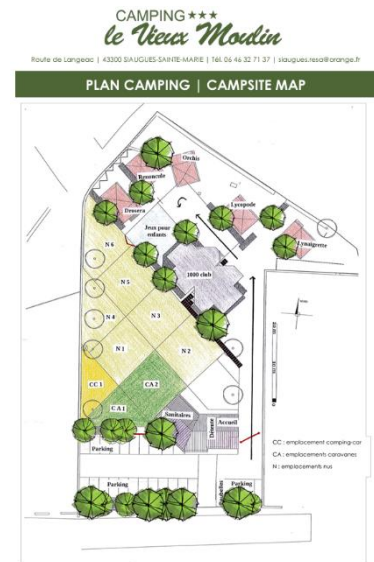 CAMPING ★★★
le Vieux Moulin
Route de Langeac | 43300 SIAUGUES-SAINTE-MARIE | Tél. 06 46 32 71 37 | siaugues.resa@orange.fr
PLAN CAMPING | CAMPSITE MAP
Orchis
Renoncule
Drosera
Lycopode
Jeux pour
enfants
Linaigrette
N 6
1000 club
N 5
N 4
N 3
N 1
N 2
CC 1
CA 2
CA 1
Sanitaires
Détente
Accueil
Parking
CC : emplacement camping-car
CA : emplacements caravanes
N : emplacements nus
Parking
Poubelles
Parking